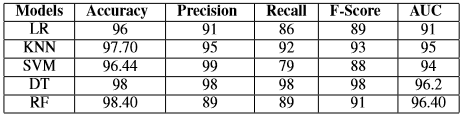 Models Accuracy Precision Recall F-Score AUC
LR 96 91 86 89 91
KNN 97.70 95 92 93 95
SVM 96.44 99 79 88 94
DT 98 98 98 98 96.2
RF 98.40 89 89 91 96.40